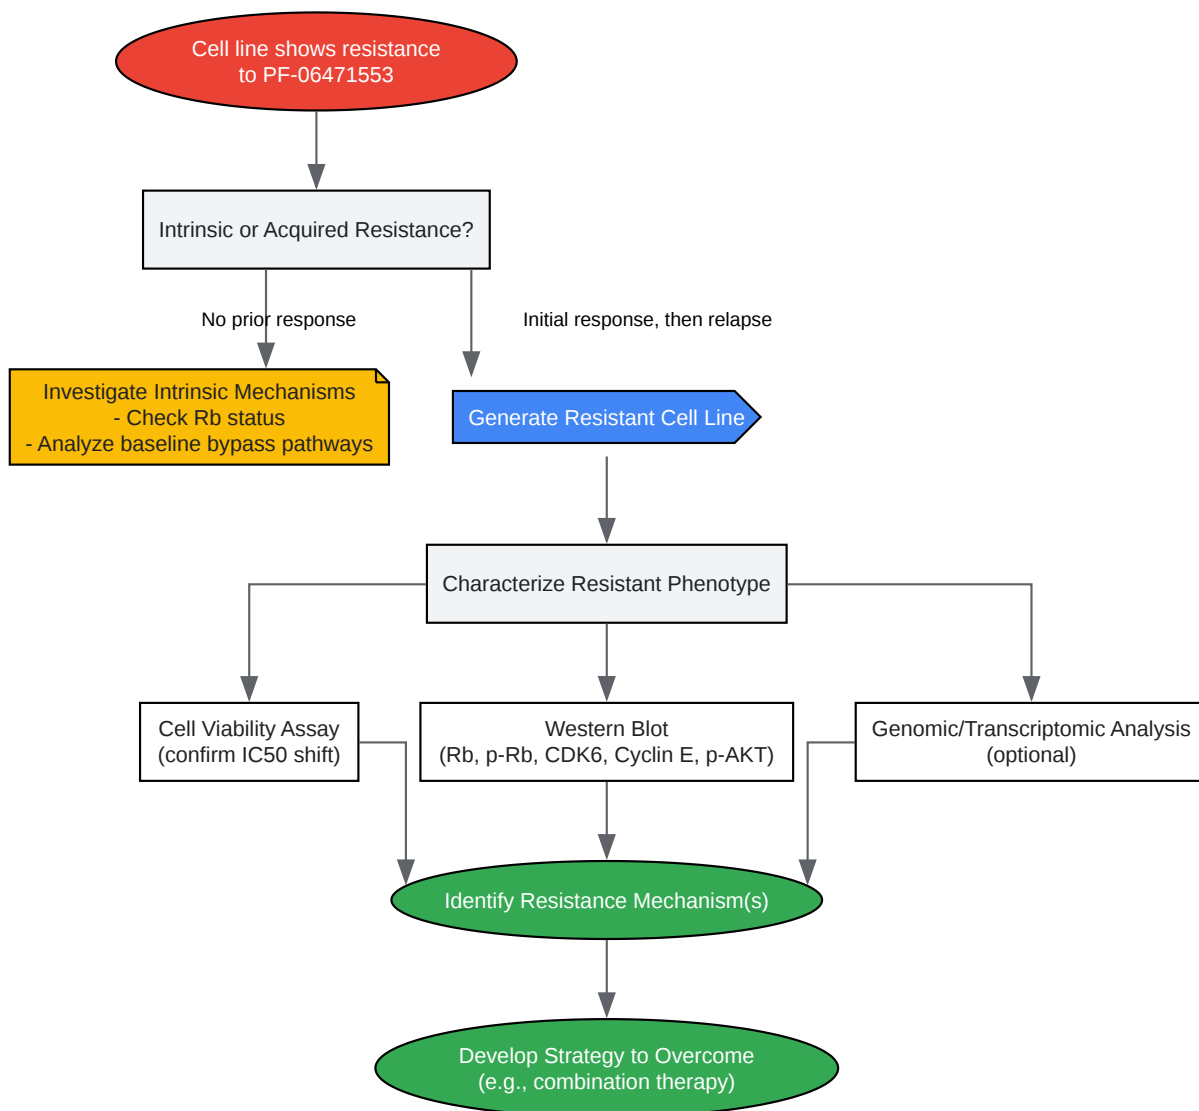 Cell line shows resistance
to PF-06471553
Intrinsic or Acquired Resistance?
No prior response
Initial response, then relapse
Investigate Intrinsic Mechanisms
- Check Rb status
- Analyze baseline bypass pathways
Generate Resistant Cell Line
Characterize Resistant Phenotype
Cell Viability Assay
(confirm IC50 shift)
Western Blot
(Rb, p-Rb, CDK6, Cyclin E, p-AKT)
Genomic/Transcriptomic Analysis
(optional)
Identify Resistance Mechanism(s)
Develop Strategy to Overcome
(e.g., combination therapy)